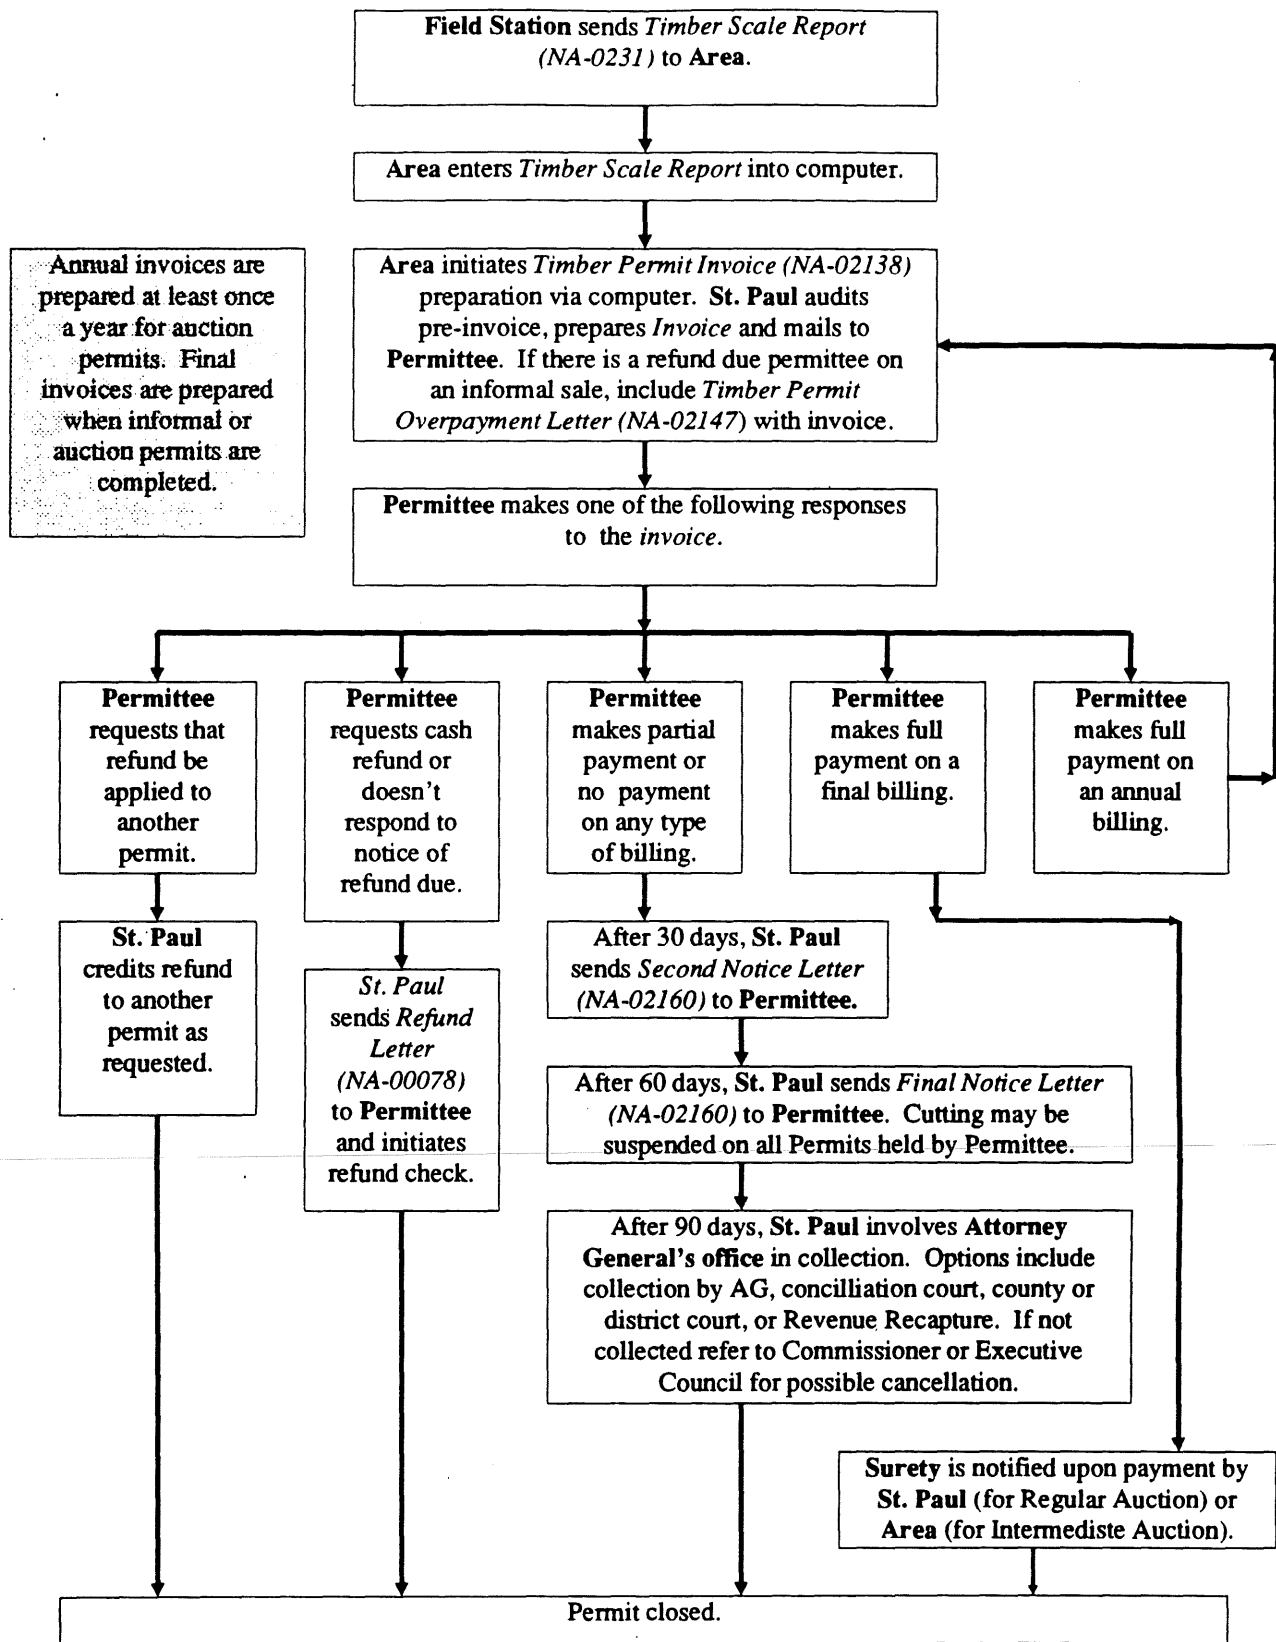 Field Station sends Timber Scale Report
(NA-0231) to Area.
Area enters Timber Scale Report into computer.
Annual invoices are
prepared at least once
a year for auction
permits. Final
invoices are prepared
when informal or
auction permits are
completed.
Area initiates Timber Permit Invoice (NA-02138)
preparation via computer. St. Paul audits
pre-invoice, prepares Invoice and mails to
Permittee. If there is a refund due permittee on
an informal sale, include Timber Permit
Overpayment Letter (NA-02147) with invoice.
Permittee makes one of the following responses
to the invoice.
Permittee
requests that
refund be
applied to
another
permit.
Permittee
requests cash
refund or
doesn't
respond to
notice of
refund due.
Permittee
makes partial
payment or
no payment
on any type
of billing.
Permittee
makes full
payment on a
final billing.
Permittee
makes full
payment on
an annual
billing.
St. Paul
credits refund
to another
permit as
requested.
St. Paul
sends Refund
Letter
(NA-00078)
to Permittee
and initiates
refund check.
After 30 days, St. Paul
sends Second Notice Letter
(NA-02160) to Permittee.
After 60 days, St. Paul sends Final Notice Letter
(NA-02160) to Permittee. Cutting may be
suspended on all Permits held by Permittee.
After 90 days, St. Paul involves Attorney
General's office in collection. Options include
collection by AG, concilliation court, county or
district court, or Revenue Recapture. If not
collected refer to Commissioner or Executive
Council for possible cancellation.
Surety is notified upon payment by
St. Paul (for Regular Auction) or
Area (for Intermediste Auction).
Permit closed.